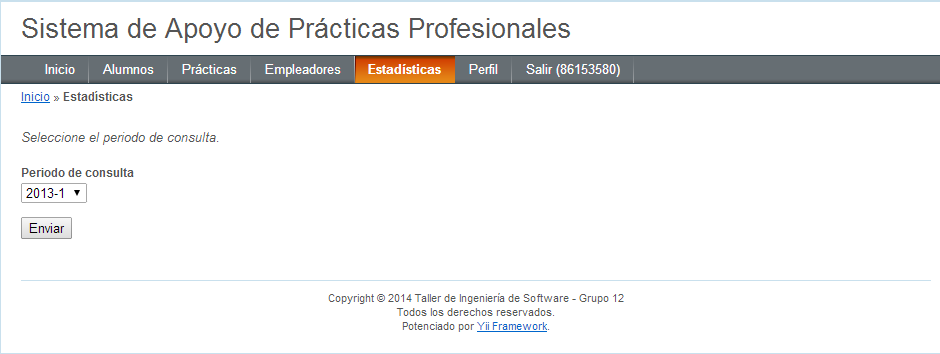 Sistema de Apoyo de Prácticas Profesionales
Inicio Alumnos Prácticas Empleadores Estadísticas Perfil Salir (86153580)
Inicio » Estadísticas
Seleccione el periodo de consulta.
Periodo de consulta
2013-1
Enviar
Copyright © 2014 Taller de Ingeniería de Software - Grupo 12
Todos los derechos reservados.
Potenciado por Yii Framework.